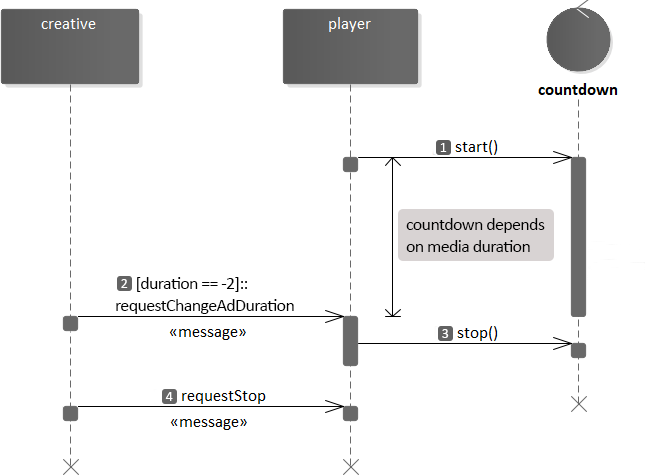 creative
player
countdown
1 start()
countdown depends
on media duration
2 [duration == -2]::
requestChangeAdDuration
«message»
3 stop()
4 requestStop
«message»